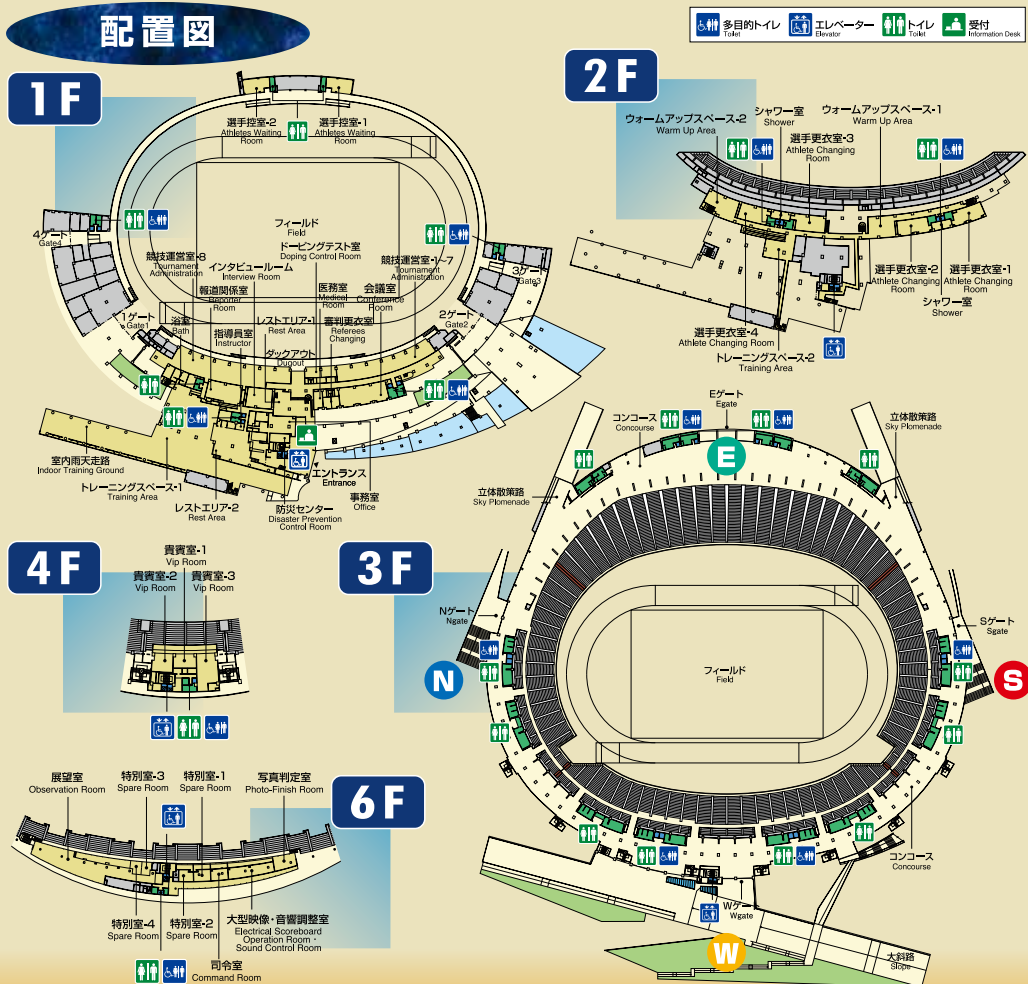 配置図
多目的トイレ
Toilet
エレベーター
Elevator
トイレ
Toilet
受付
Information Desk
1F
選手控室-2
Athletes Waiting
Room
選手控室-1
Athletes Waiting
Room
4ゲート
Gate4
フィールド
Field
ドーピングテスト室
Doping Control Room
競技運営室-8
Tournament
Administration
インタビュールーム
Interview Room
競技運営室-1~7
Tournament
Administration
3ゲート
Gate3
報道関係室
Reporter
Room
医務室
Medical
Room
会議室
Conference
Room
1ゲート
Gate1
浴室
Bath
指導員室
Instructor
レストエリア-1
Rest Area
審判更衣室
Referees
Changing
2ゲート
Gate2
ダックアウト
Dugout
室内雨天走路
Indoor Training Ground
トレーニングスペース-1
Training Area
レストエリア-2
Rest Area
防災センター
Disaster Prevention
Control Room
エントランス
Entrance
事務室
Office
2F
ウォームアップスペース-2
Warm Up Area
シャワー室
Shower
ウォームアップスペース-1
Warm Up Area
選手更衣室-3
Athlete Changing
Room
選手更衣室-2
Athlete Changing
Room
選手更衣室-1
Athlete Changing
Room
シャワー室
Shower
選手更衣室-4
Athlete Changing Room
トレーニングスペース-2
Training Area
4F
貴賓室-1
Vip Room
貴賓室-2
Vip Room
貴賓室-3
Vip Room
3F
Eゲート
Egate
コンコース
Concourse
E
立体散策路
Sky Plomenade
立体散策路
Sky Plomenade
Nゲート
Ngate
N
フィールド
Field
Sゲート
Sgate
S
コンコース
Concourse
Wゲート
Wgate
W
大斜路
Slope
6F
展望室
Observation Room
特別室-3
Spare Room
特別室-1
Spare Room
写真判定室
Photo-Finish Room
特別室-4
Spare Room
特別室-2
Spare Room
大型映像・音響調整室
Electrical Scoreboard
Operation Room・
Sound Control Room
司令室
Command Room